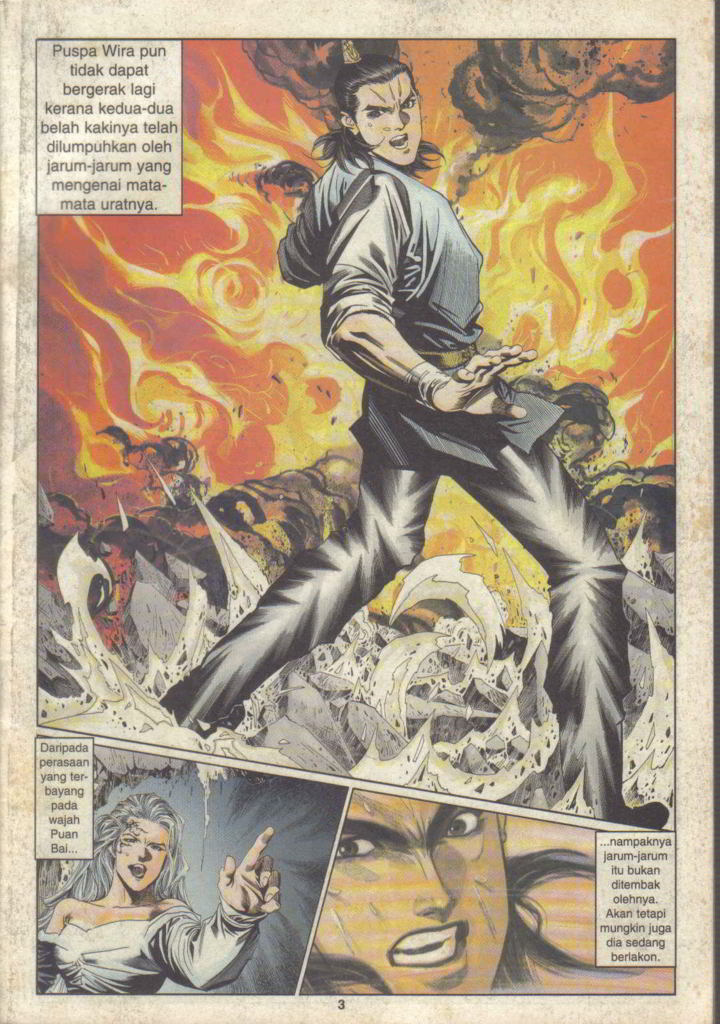 Puspa Wira pun
tidak dapat
bergerak lagi
kerana kedua-dua
belah kakinya telah
dilumpuhkan oleh
jarum-jarum yang
mengenai mata-
mata uratnya.
Daripada
perasaan
yang ter-
bayang
pada
wajah
Puan
Bai...
...nampaknya
jarum-jarum
itu bukan
ditembak
olehnya.
Akan tetapi
mungkin juga
dia sedang
berlakon.
3